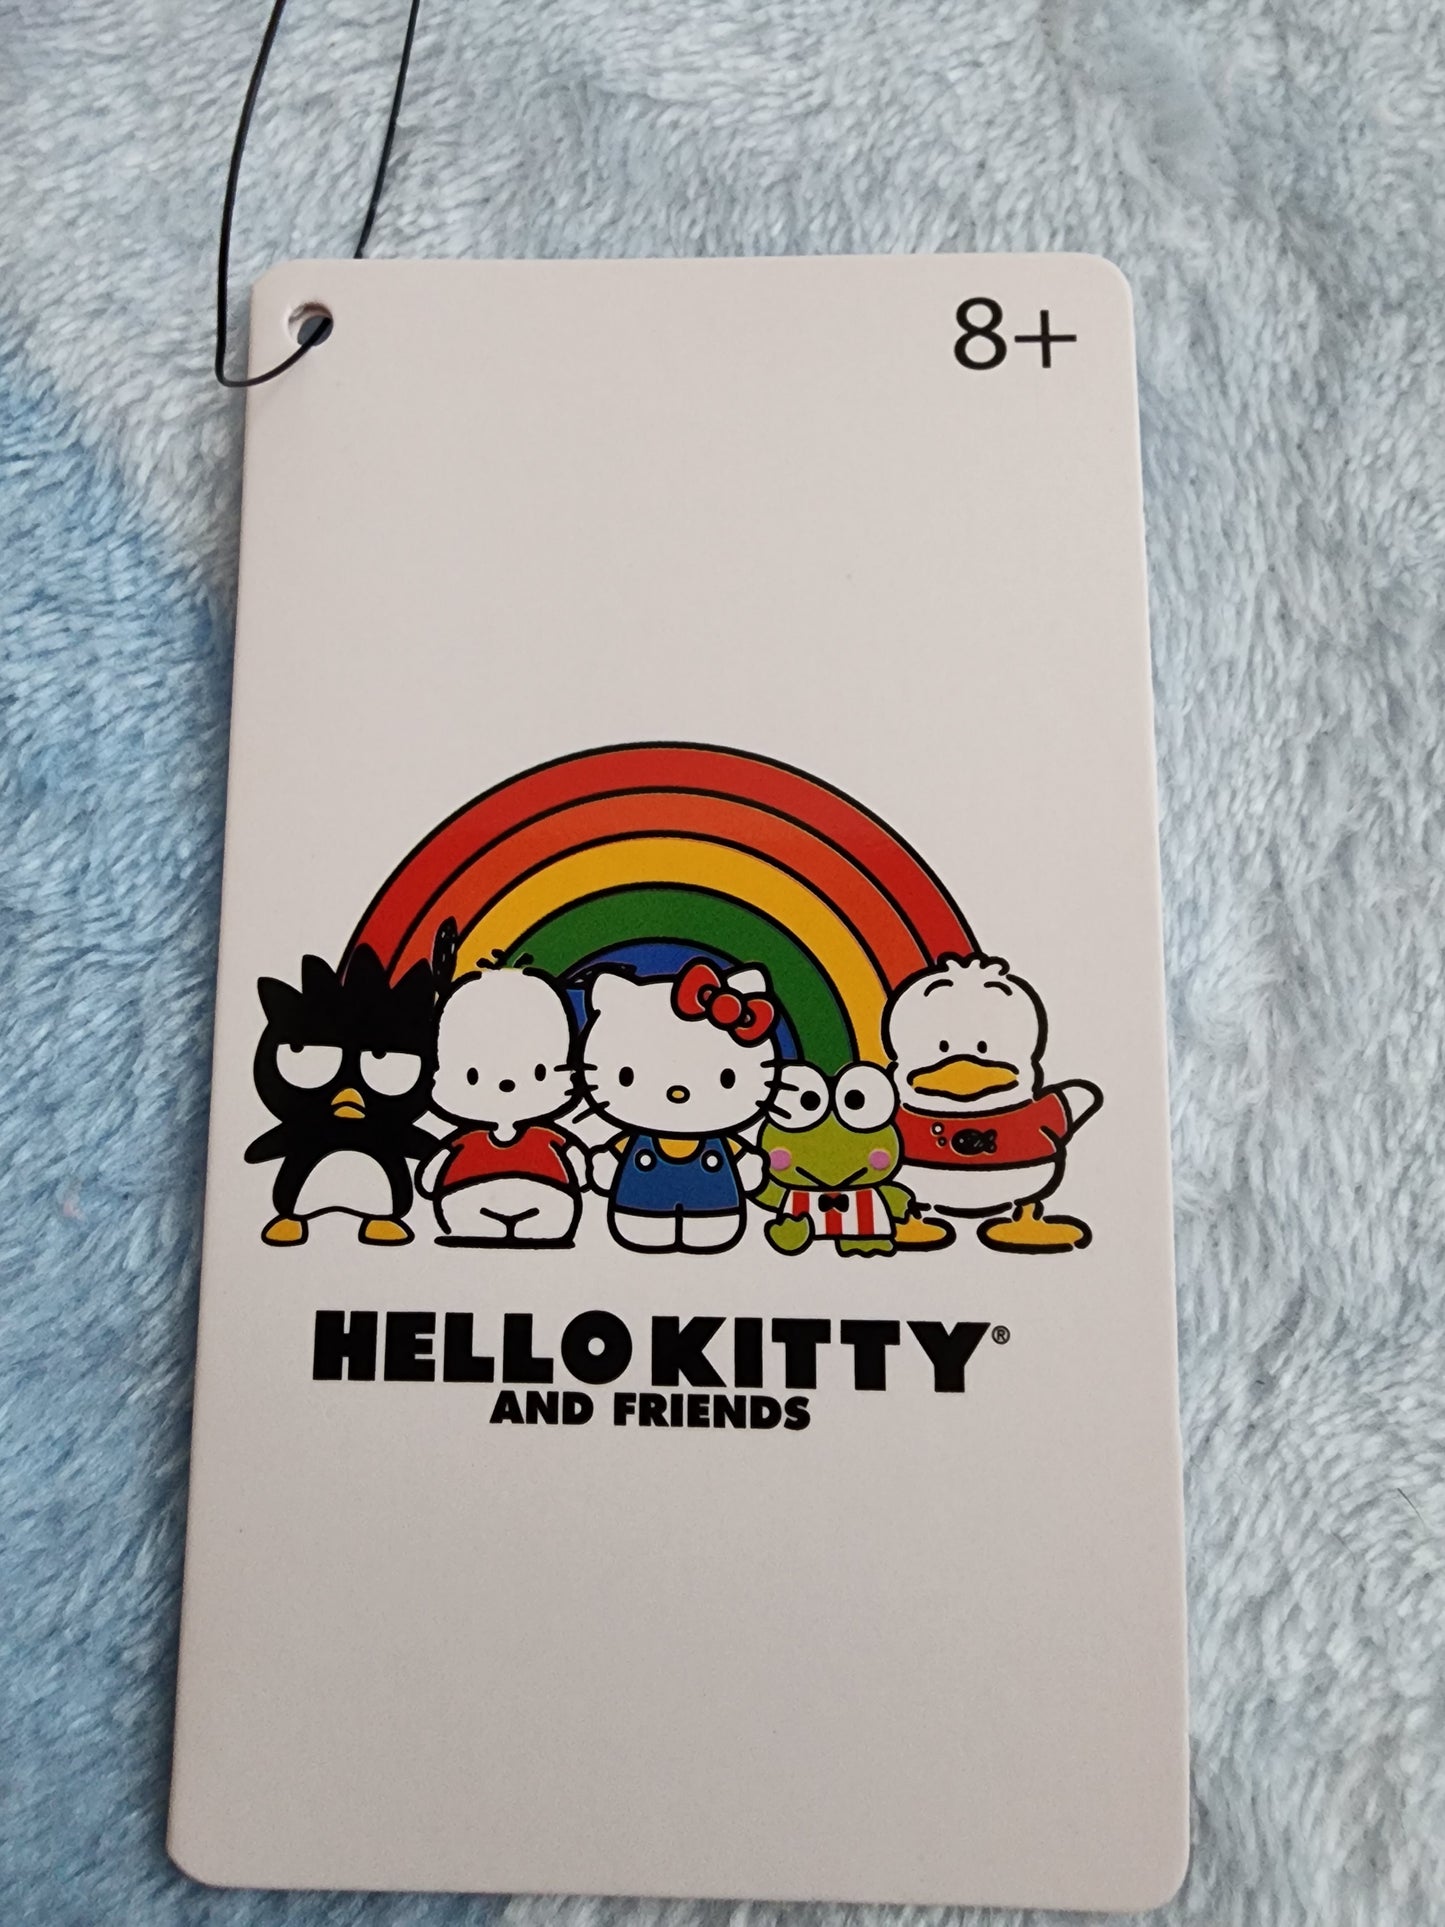 8+
HELLO KITTY®
AND FRIENDS